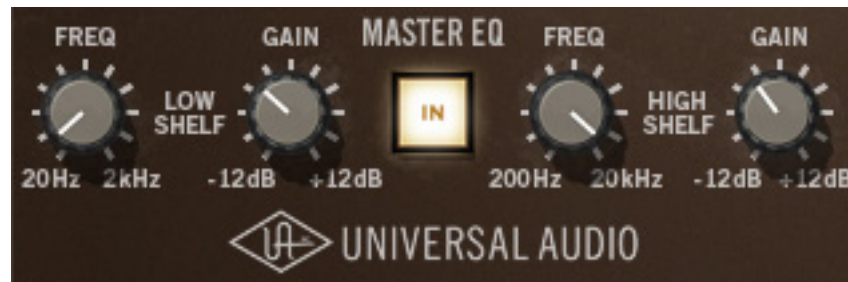 FREQ GAIN MASTER EQ FREQ GAIN
LOW SHELF IN HIGH SHELF
20Hz 2kHz -12dB +12dB 200Hz 20kHz -12dB +12dB
UA UNIVERSAL AUDIO